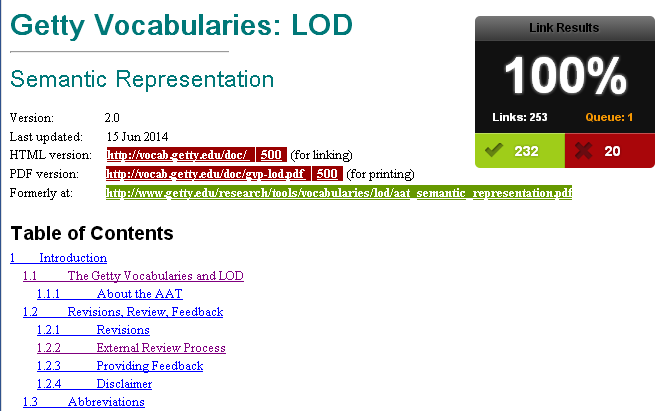 Getty Vocabularies: LOD
Semantic Representation
Version: 2.0
Last updated: 15 Jun 2014
HTML version: http://vocab.getty.edu/doc/ 500 (for linking)
PDF version: http://vocab.getty.edu/doc/gvp-lod.pdf 500 (for printing)
Formerly at: http://www.getty.edu/research/tools/vocabularies/lod/aat_semantic_representation.pdf
Link Results
100%
Links: 253 Queue: 1
232 20
Table of Contents
1 Introduction
1.1 The Getty Vocabularies and LOD
1.1.1 About the AAT
1.2 Revisions, Review, Feedback
1.2.1 Revisions
1.2.2 External Review Process
1.2.3 Providing Feedback
1.2.4 Disclaimer
1.3 Abbreviations